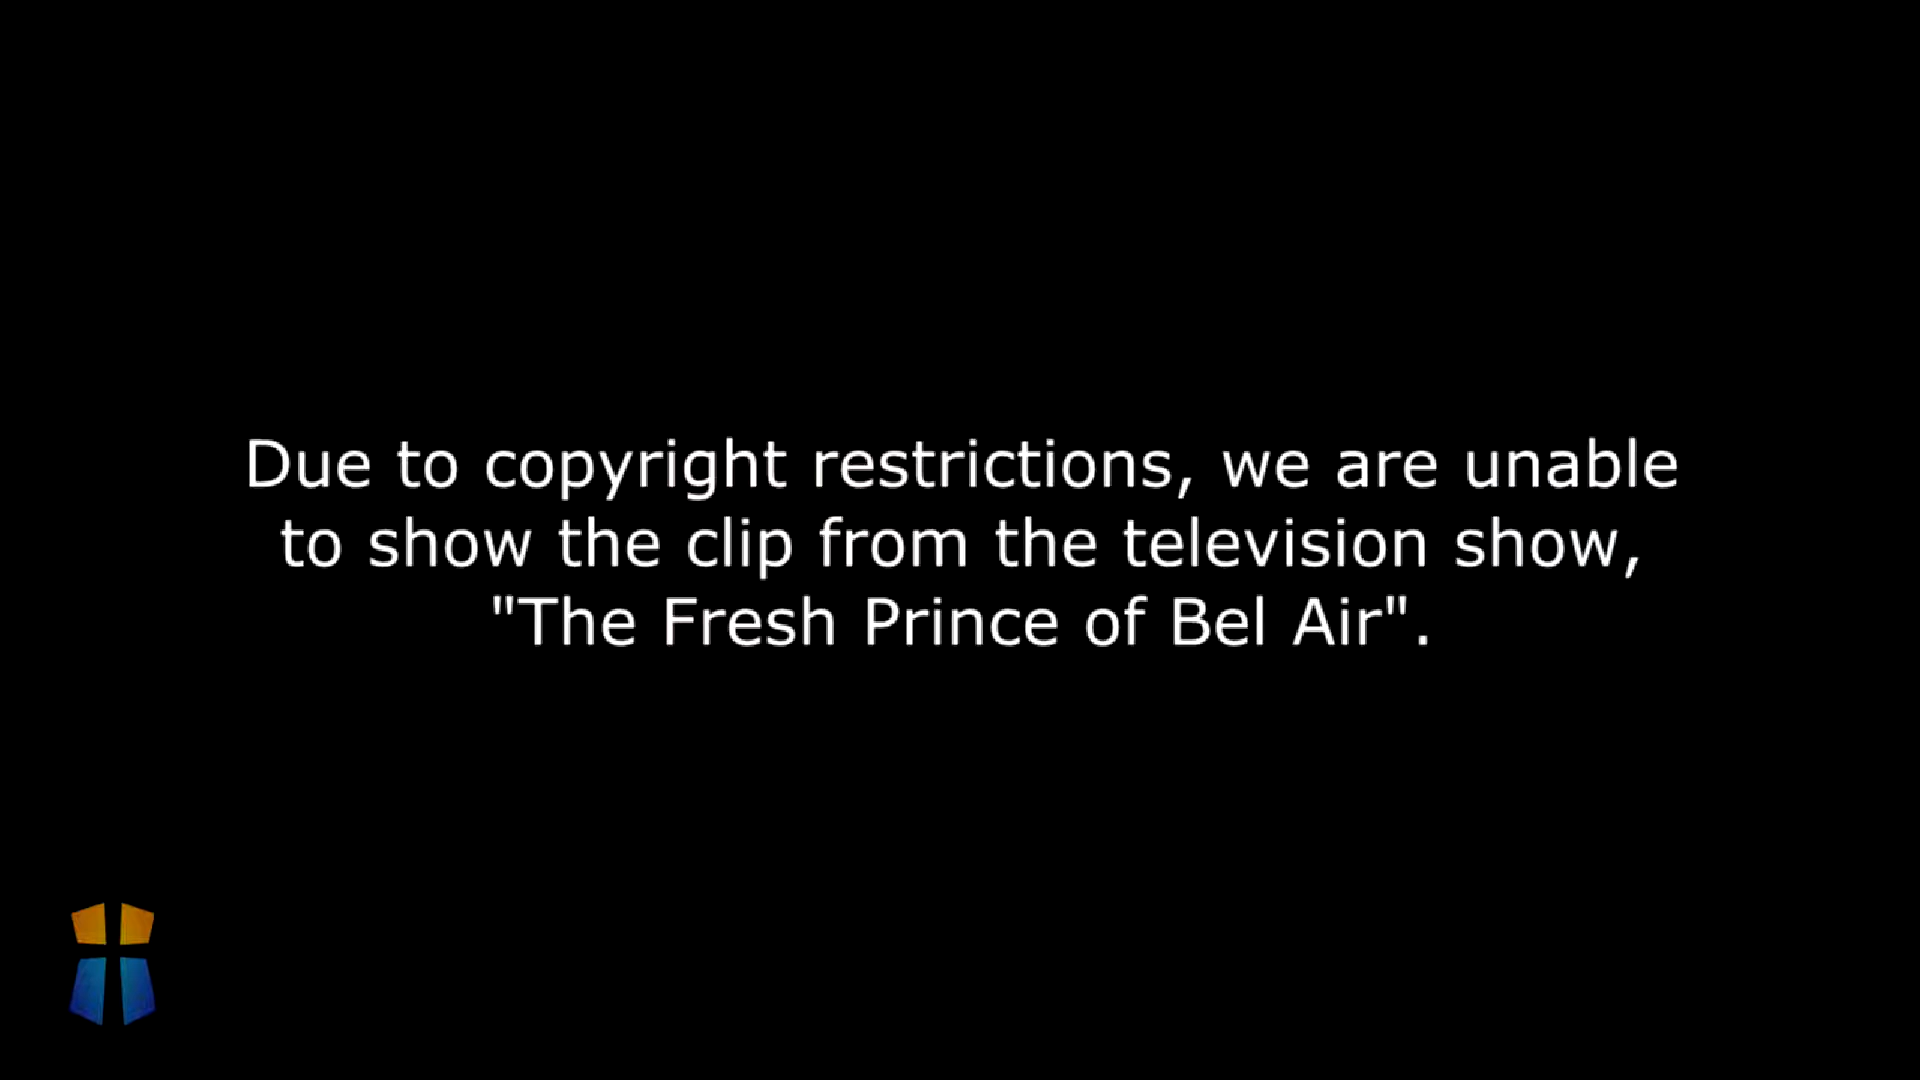 Due to copyright restrictions, we are unable
to show the clip from the television show,
"The Fresh Prince of Bel Air".